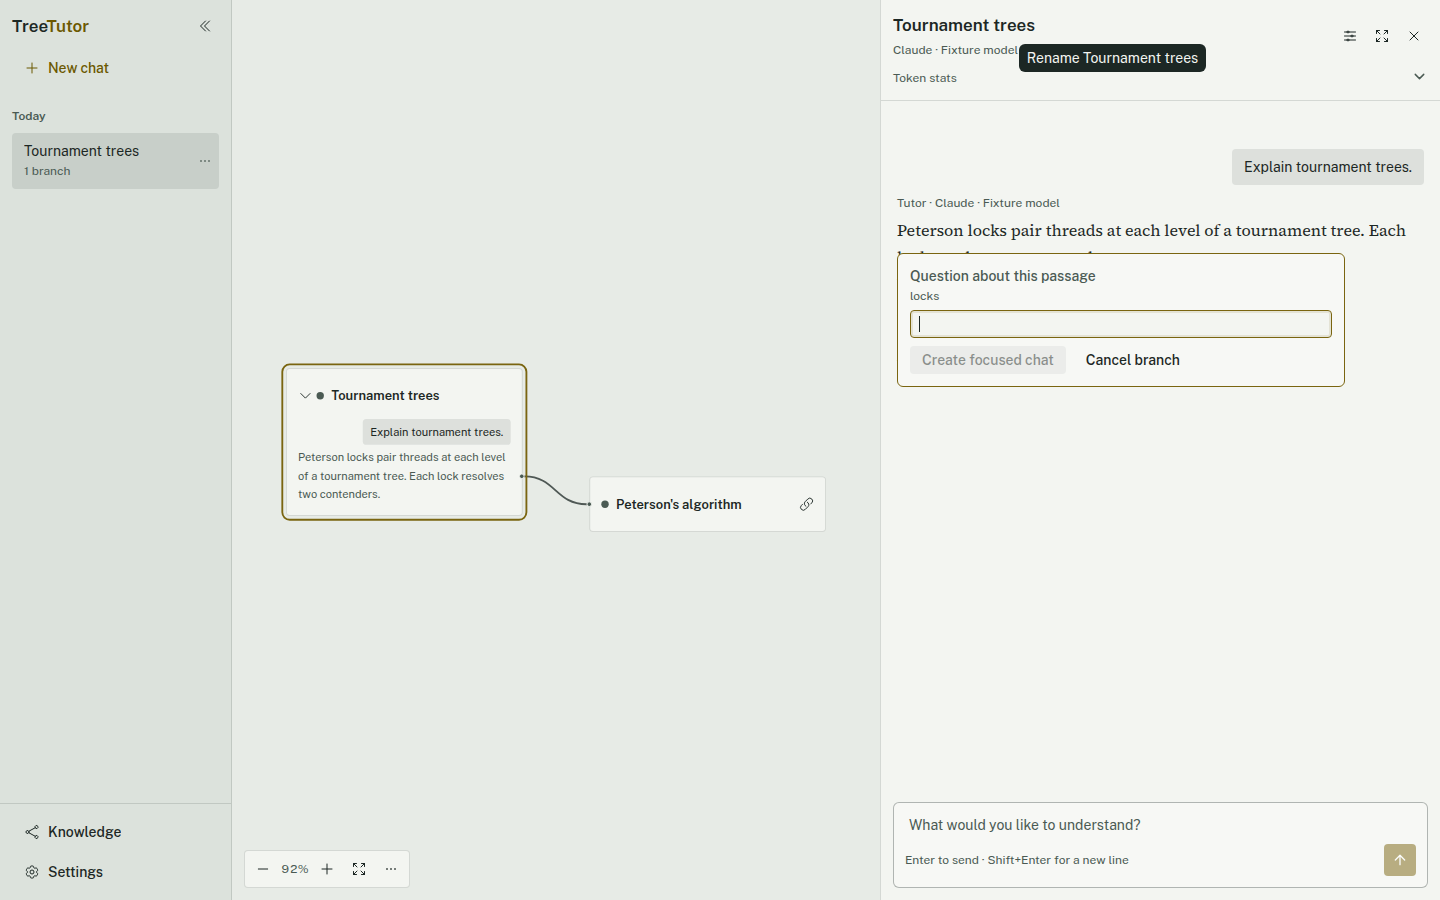 TreeTutor
New chat
Today
Tournament trees
1 branch
Knowledge
Settings
Tournament trees
Explain tournament trees.
Peterson locks pair threads at each level
of a tournament tree. Each lock resolves
two contenders.
Peterson's algorithm
92%
Tournament trees
Claude · Fixture model
Rename Tournament trees
Token stats
Explain tournament trees.
Tutor · Claude · Fixture model
Peterson locks pair threads at each level of a tournament tree. Each
Question about this passage
locks
Create focused chat Cancel branch
What would you like to understand?
Enter to send · Shift+Enter for a new line